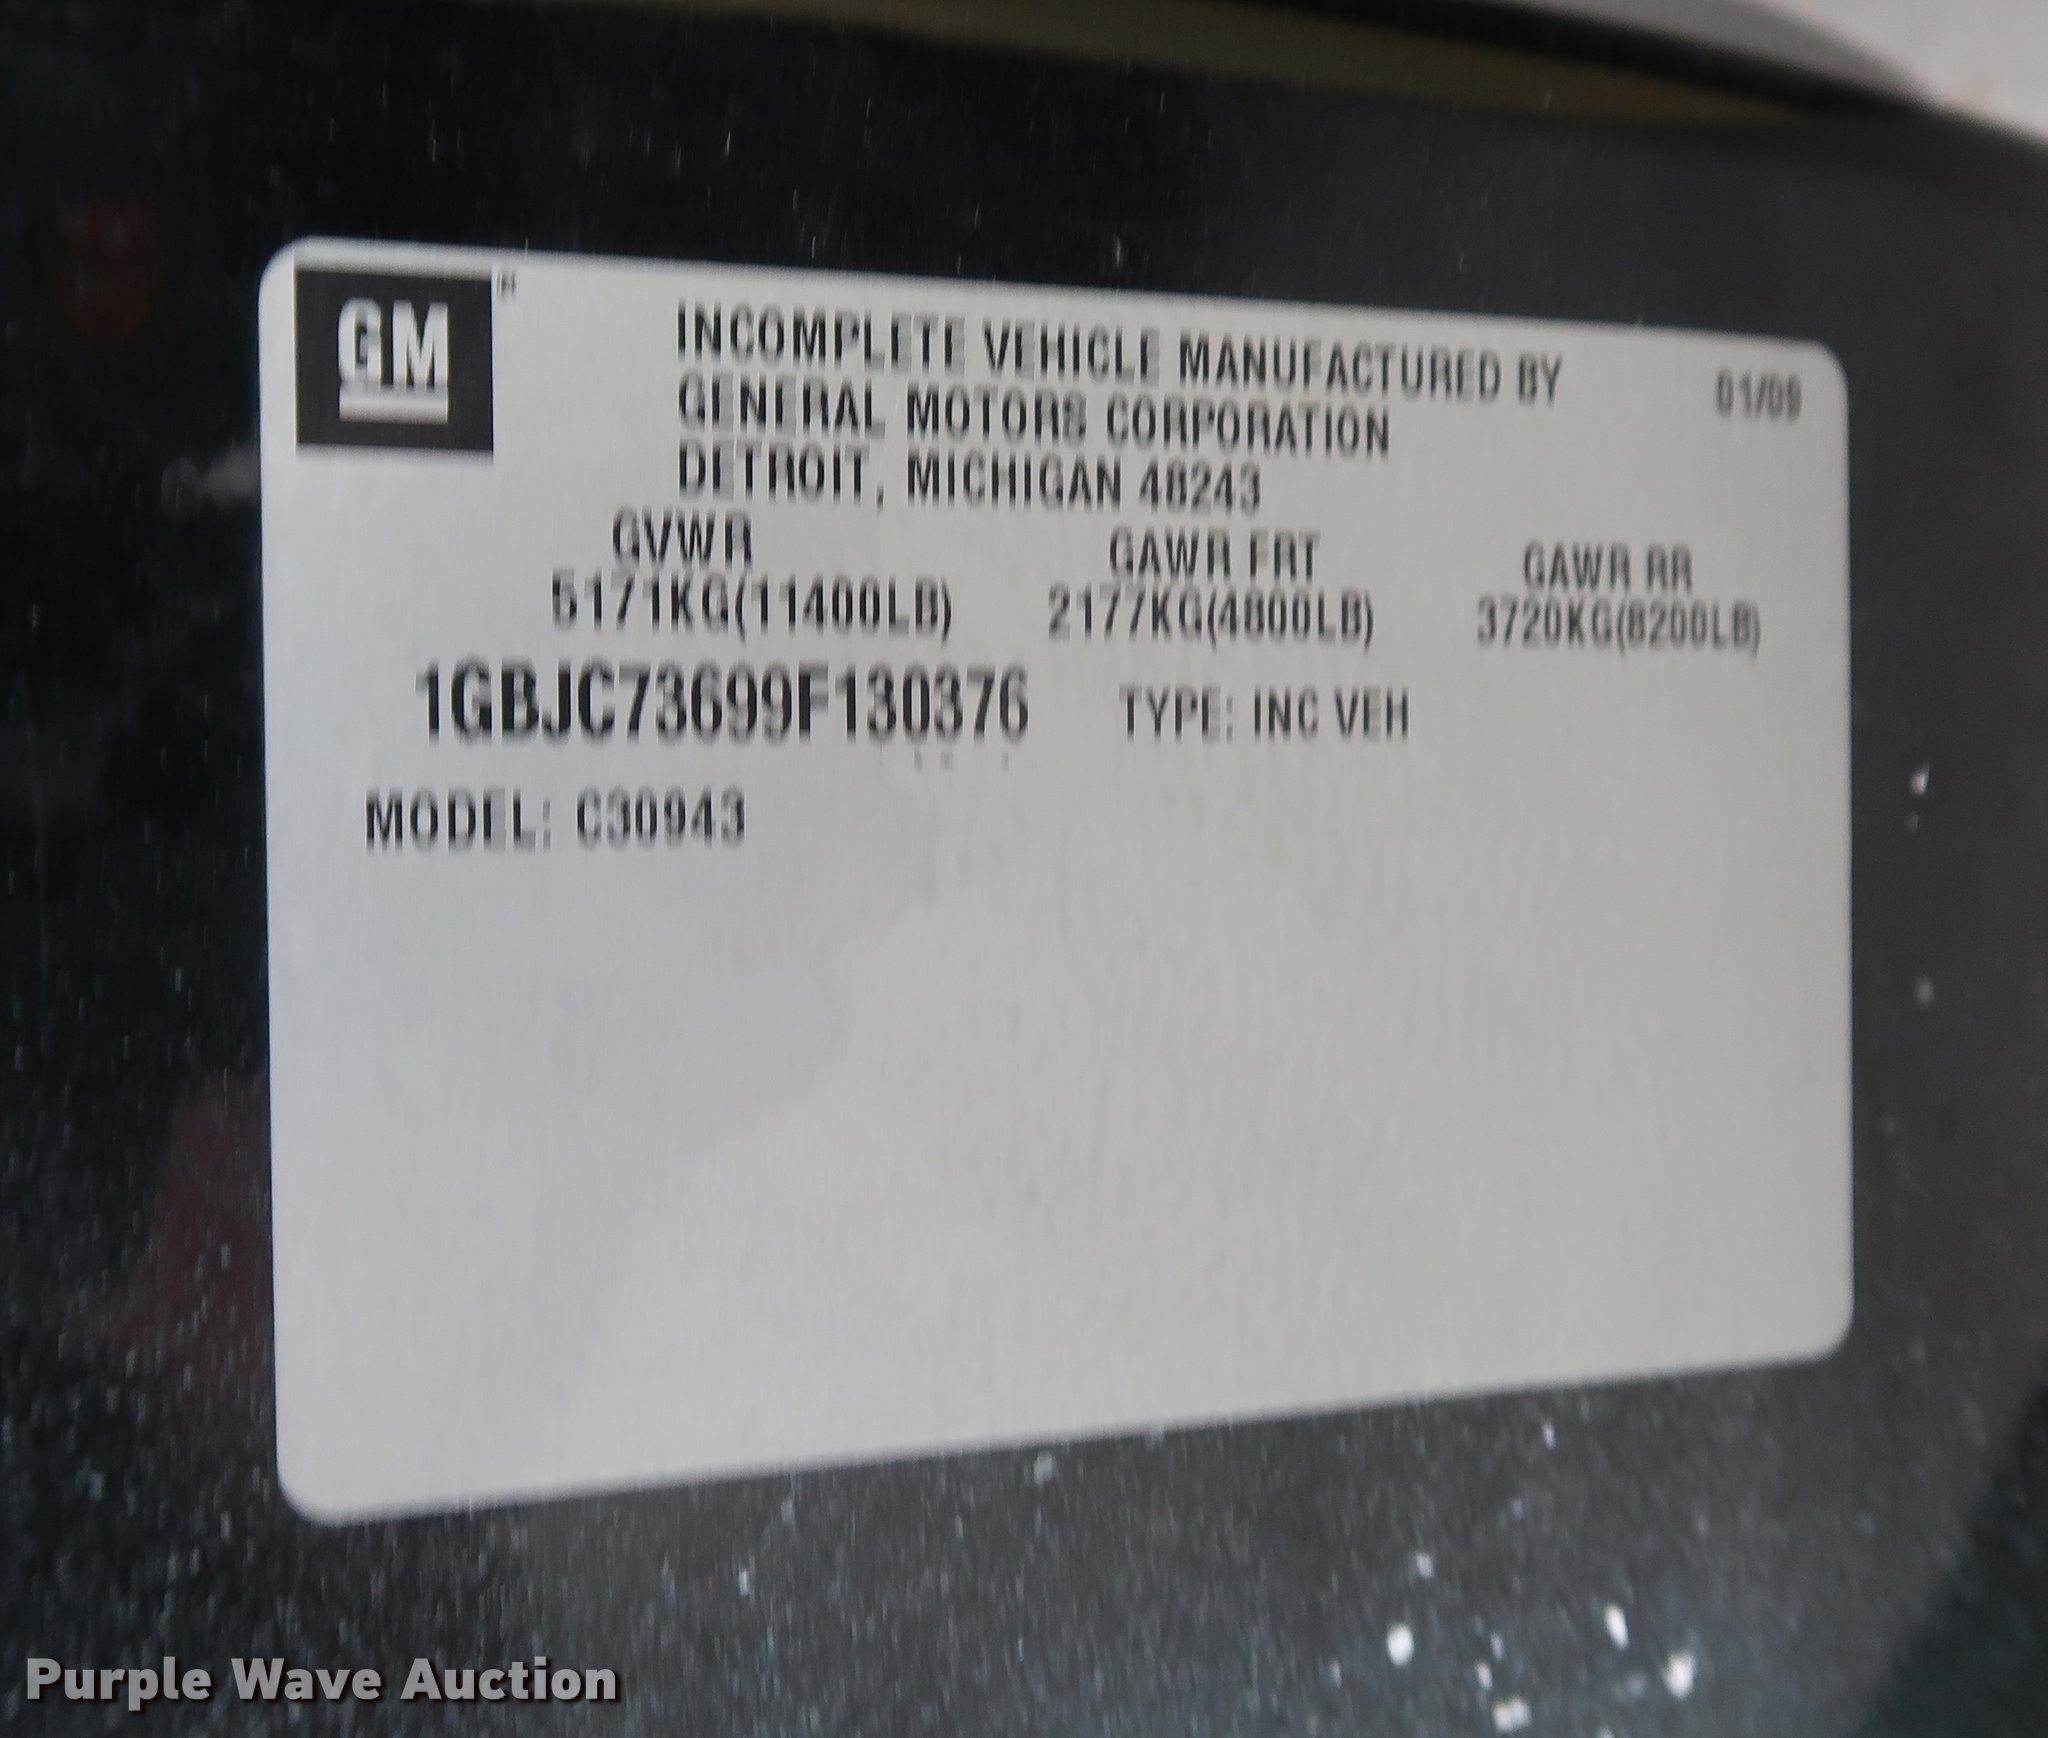 GM ®
INCOMPLETE VEHICLE MANUFACTURED BY 01/09
GENERAL MOTORS CORPORATION
DETROIT, MICHIGAN 48243
GVWR GAWR FRT GAWR RR
5171KG(11400LB) 2177KG(4800LB) 3720KG(8200LB)
1GBJC73699F130376 TYPE: INC VEH
MODEL: C30943
Purple Wave Auction